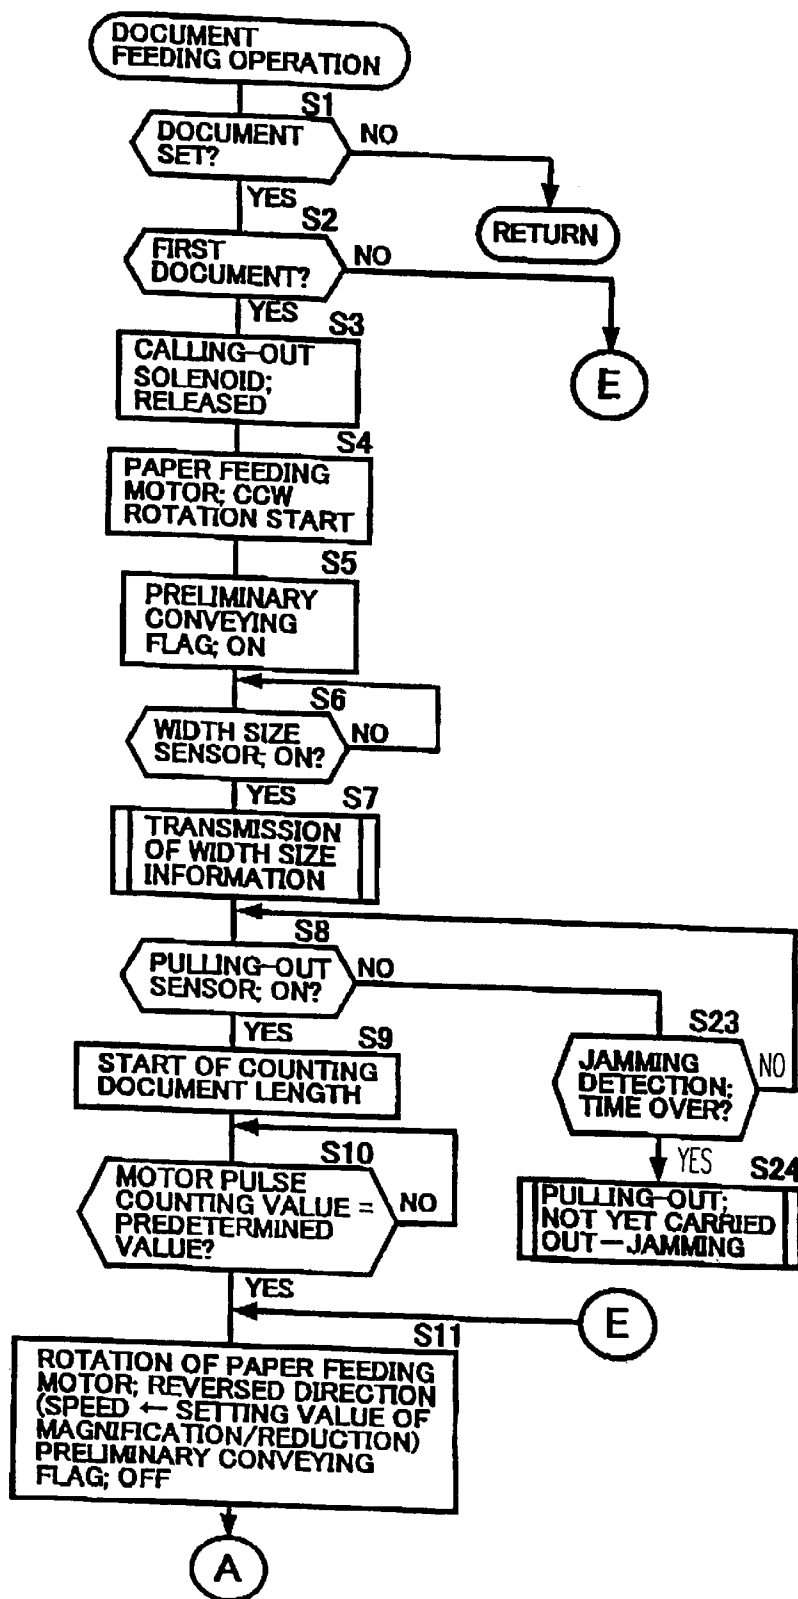 DOCUMENT
FEEDING OPERATION
S1
DOCUMENT
SET?
NO
YES
RETURN
S2
FIRST
DOCUMENT?
NO
YES
E
S3
CALLING-OUT
SOLENOID;
RELEASED
S4
PAPER FEEDING
MOTOR; CCW
ROTATION START
S5
PRELIMINARY
CONVEYING
FLAG; ON
S6
WIDTH SIZE
SENSOR; ON?
NO
YES
S7
TRANSMISSION
OF WIDTH SIZE
INFORMATION
S8
PULLING-OUT
SENSOR; ON?
NO
YES
S23
JAMMING
DETECTION;
TIME OVER?
NO
YES
S24
PULLING-OUT;
NOT YET CARRIED
OUT-JAMMING
S9
START OF COUNTING
DOCUMENT LENGTH
S10
MOTOR PULSE
COUNTING VALUE =
PREDETERMINED
VALUE?
NO
YES
E
S11
ROTATION OF PAPER FEEDING
MOTOR; REVERSED DIRECTION
(SPEED ← SETTING VALUE OF
MAGNIFICATION/REDUCTION)
PRELIMINARY CONVEYING
FLAG; OFF
A